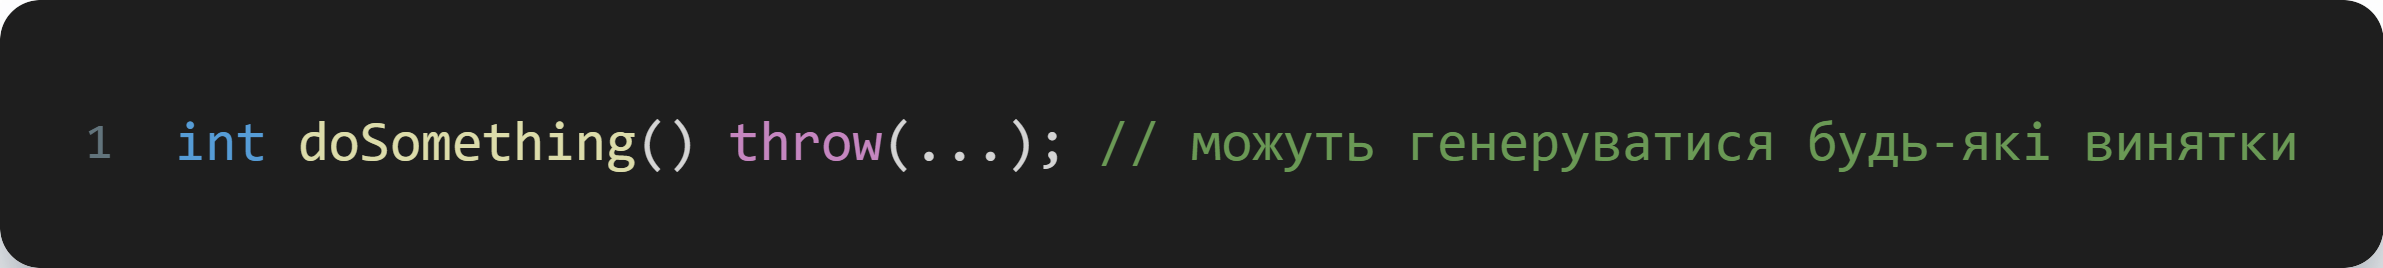 1 int doSomething() throw(...); // можуть генеруватися будь-які винятки